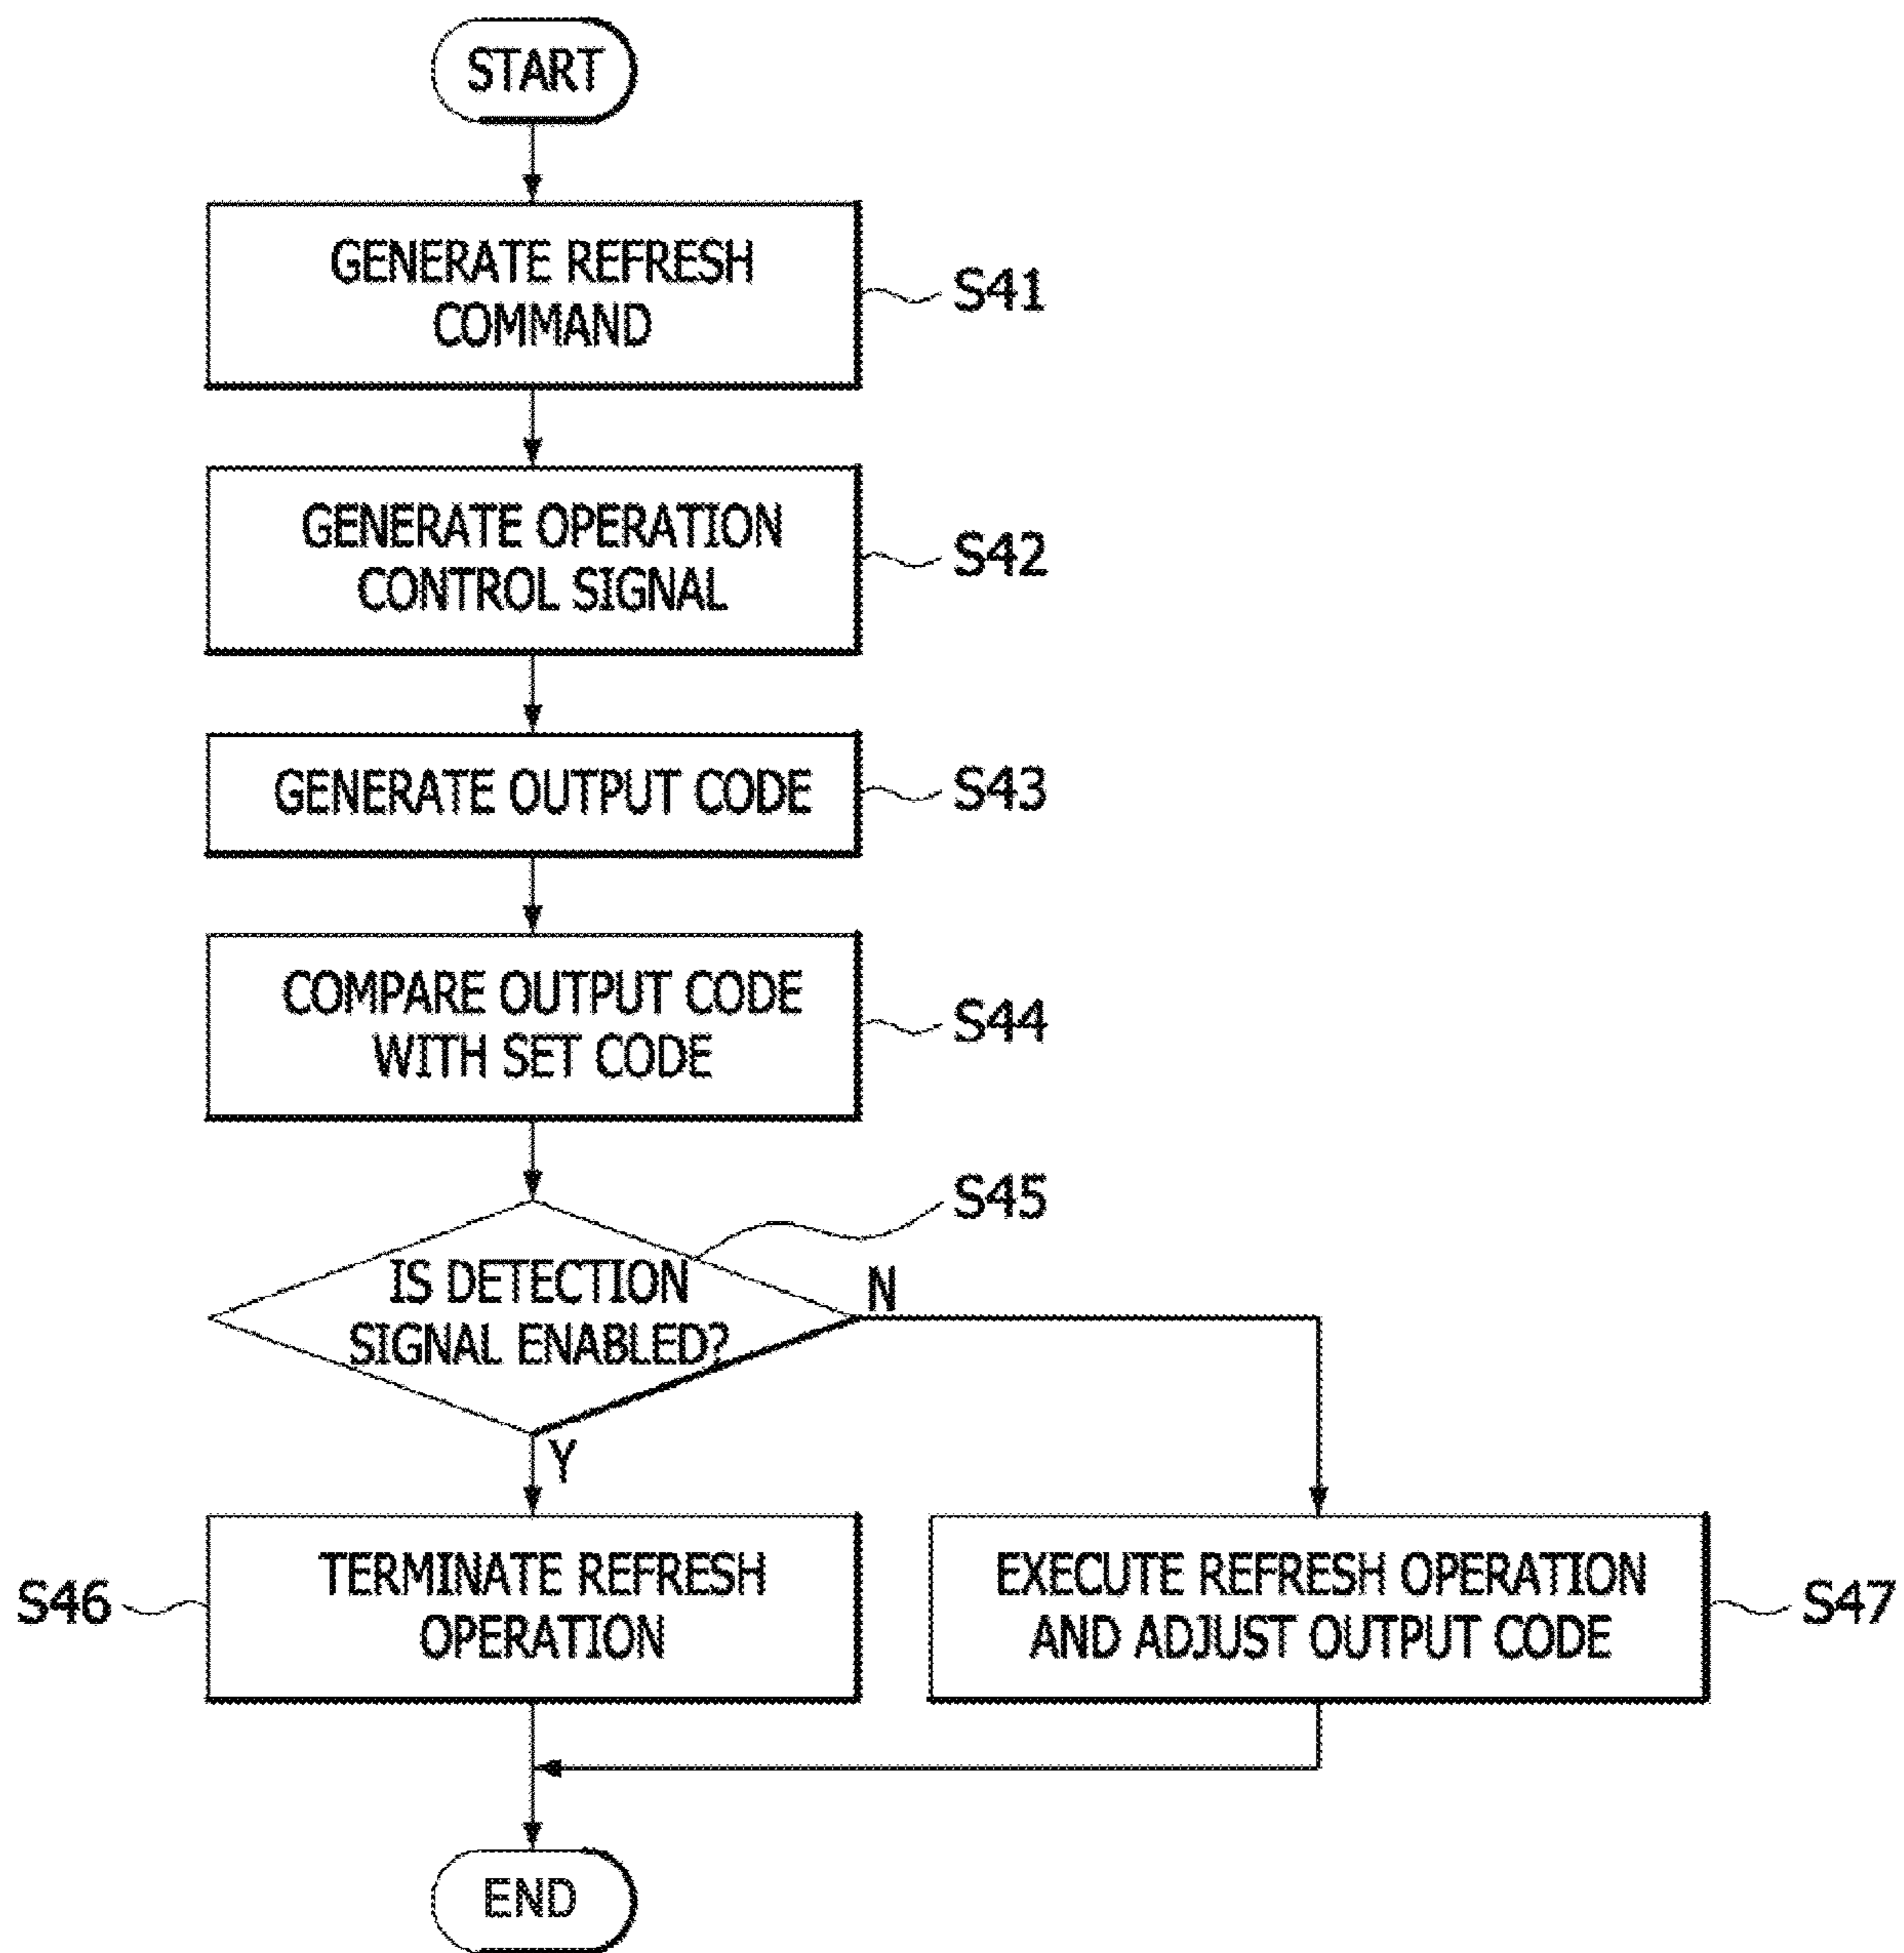 START
GENERATE REFRESH
COMMAND
S41
GENERATE OPERATION
CONTROL SIGNAL
S42
GENERATE OUTPUT CODE
S43
COMPARE OUTPUT CODE
WITH SET CODE
S44
S45
IS DETECTION
SIGNAL ENABLED?
N
Y
S46
TERMINATE REFRESH
OPERATION
EXECUTE REFRESH OPERATION
AND ADJUST OUTPUT CODE
S47
END